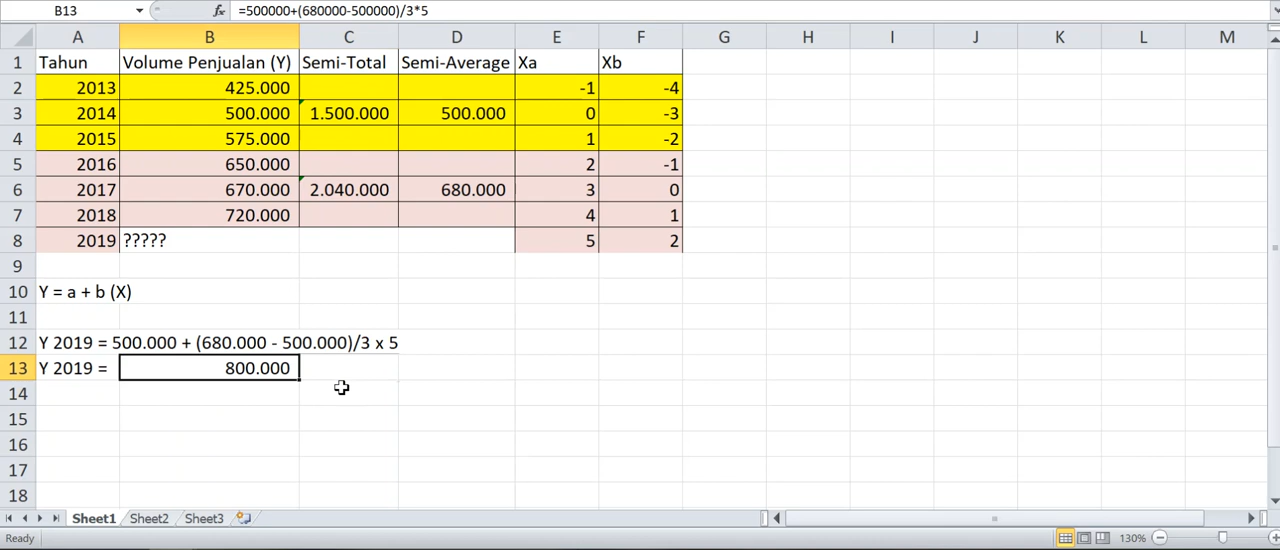 B13 fx =500000+(680000-500000)/3*5
A B C D E F G H I J K L M
1 Tahun Volume Penjualan (Y) Semi-Total Semi-Average Xa Xb
2 2013 425.000 -1 -4
3 2014 500.000 1.500.000 500.000 0 -3
4 2015 575.000 1 -2
5 2016 650.000 2 -1
6 2017 670.000 2.040.000 680.000 3 0
7 2018 720.000 4 1
8 2019 ????? 5 2
9
10 Y = a + b (X)
11
12 Y 2019 = 500.000 + (680.000 - 500.000)/3 x 5
13 Y 2019 = 800.000
14
15
16
17
18
Sheet1 Sheet2 Sheet3
Ready 130%